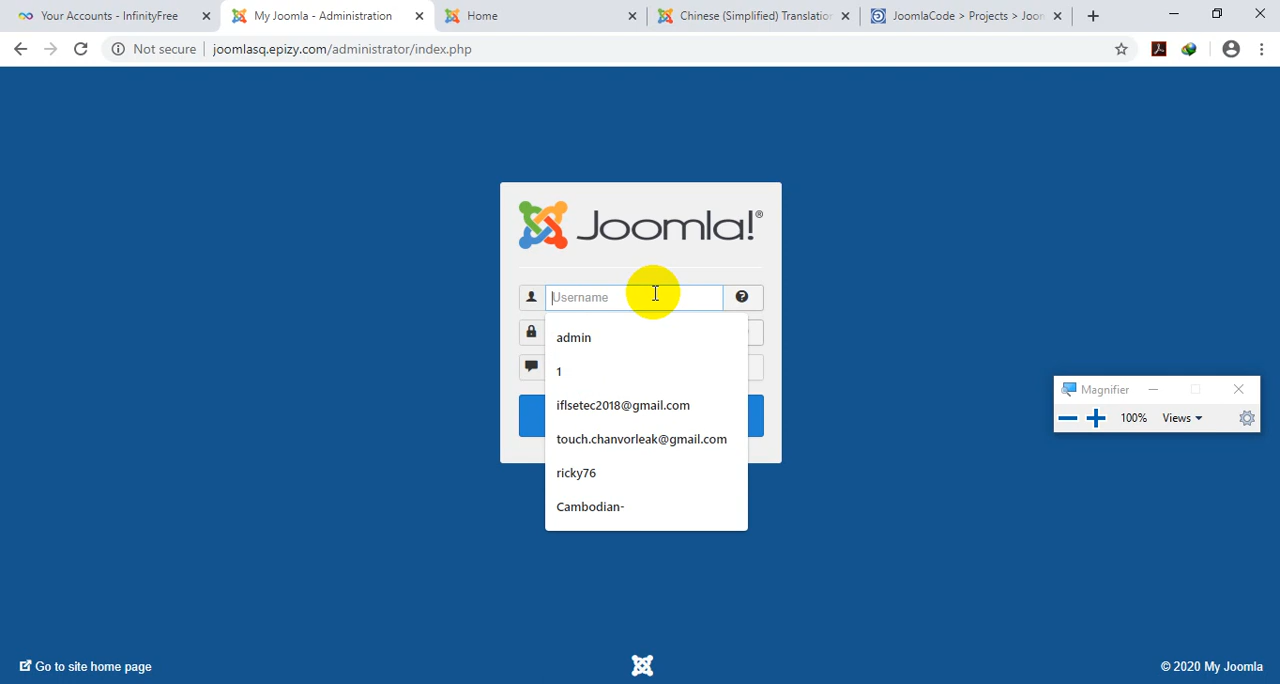 Your Accounts - InfinityFree
My Joomla - Administration
Home
Chinese (Simplified) Translation
JoomlaCode > Projects > Joom
Not secure
joomlasq.epizy.com/administrator/index.php
Joomla!®
Username
admin
1
iflsetec2018@gmail.com
touch.chanvorleak@gmail.com
ricky76
Cambodian-
Magnifier
100%
Views
Go to site home page
© 2020 My Joomla